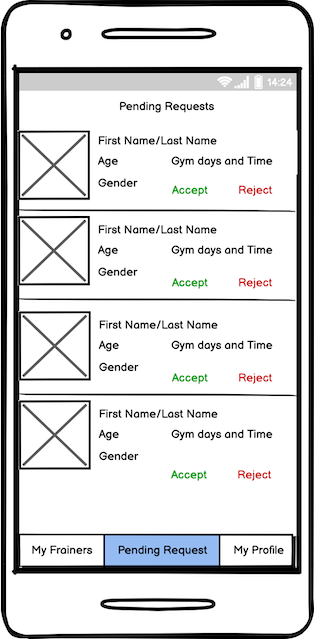 14:24
Pending Requests
First Name/Last Name
Age Gym days and Time
Gender
Accept Reject
First Name/Last Name
Age Gym days and Time
Gender
Accept Reject
First Name/Last Name
Age Gym days and Time
Gender
Accept Reject
First Name/Last Name
Age Gym days and Time
Gender
Accept Reject
My Frainers Pending Request My Profile